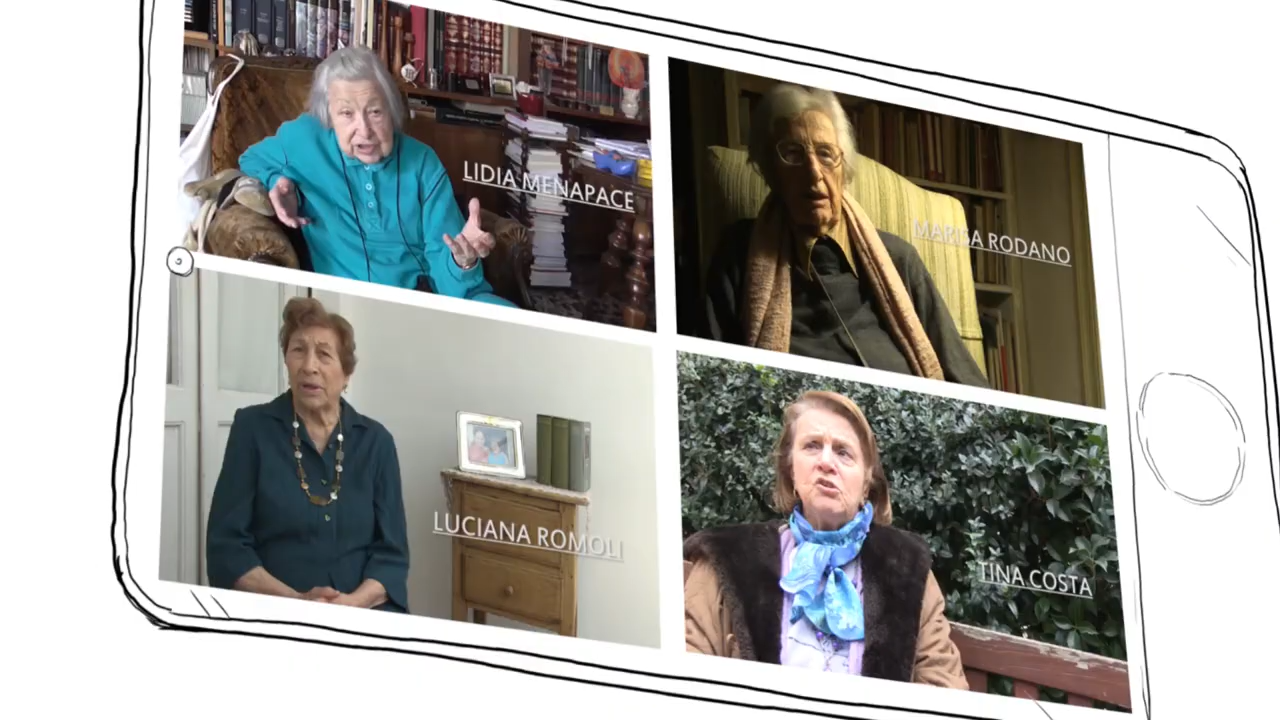 LIDIA MENAPACE
MARISA RODANO
LUCIANA ROMOLI
TINA COSTA